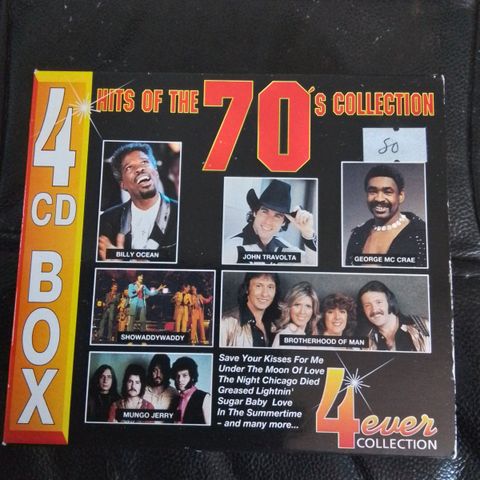 4
CD
BOX
HITS OF THE 70's COLLECTION
80
BILLY OCEAN
JOHN TRAVOLTA
GEORGE MC CRAE
SHOWADDYWADDY
BROTHERHOOD OF MAN
MUNGO JERRY
Save Your Kisses For Me
Under The Moon Of Love
The Night Chicago Died
Greased Lightnin'
Sugar Baby Love
In The Summertime
- and many more...
4ever
COLLECTION